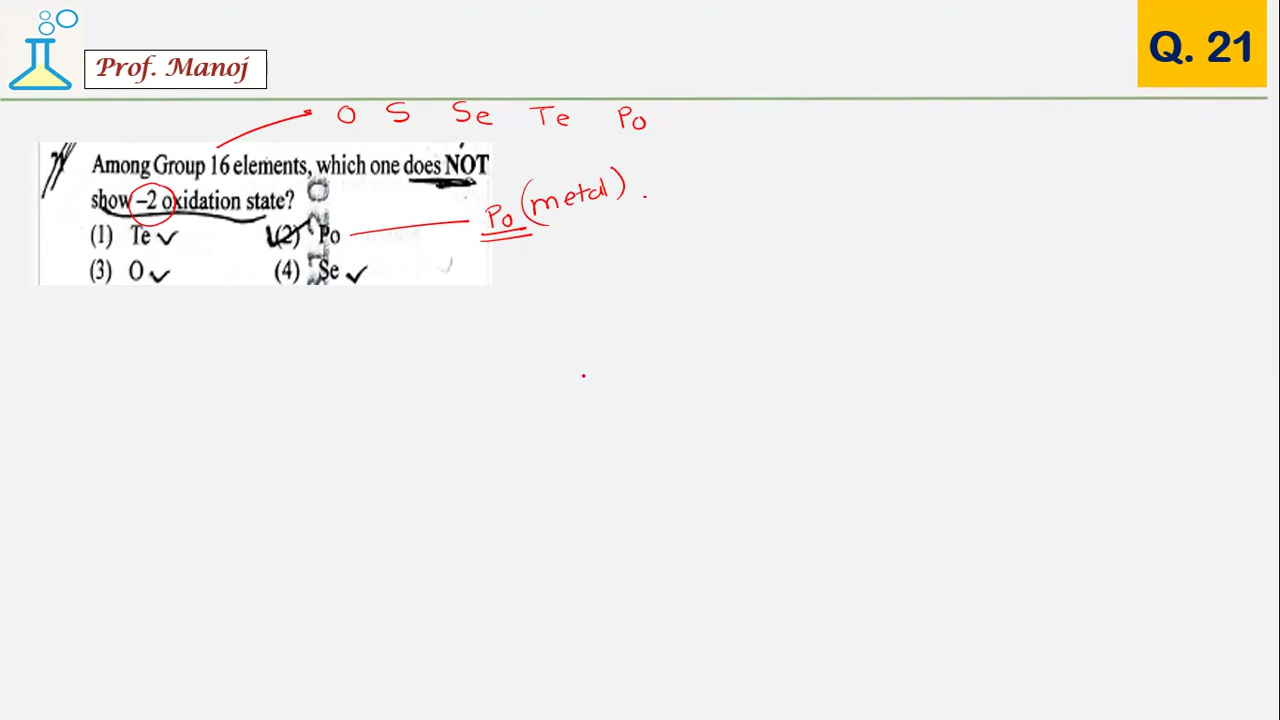 Prof. Manoj
Q. 21
O S Se Te Po
Among Group 16 elements, which one does NOT
show –2 oxidation state?
Po (metal).
(1) Te (2) Po
(3) O (4) Se